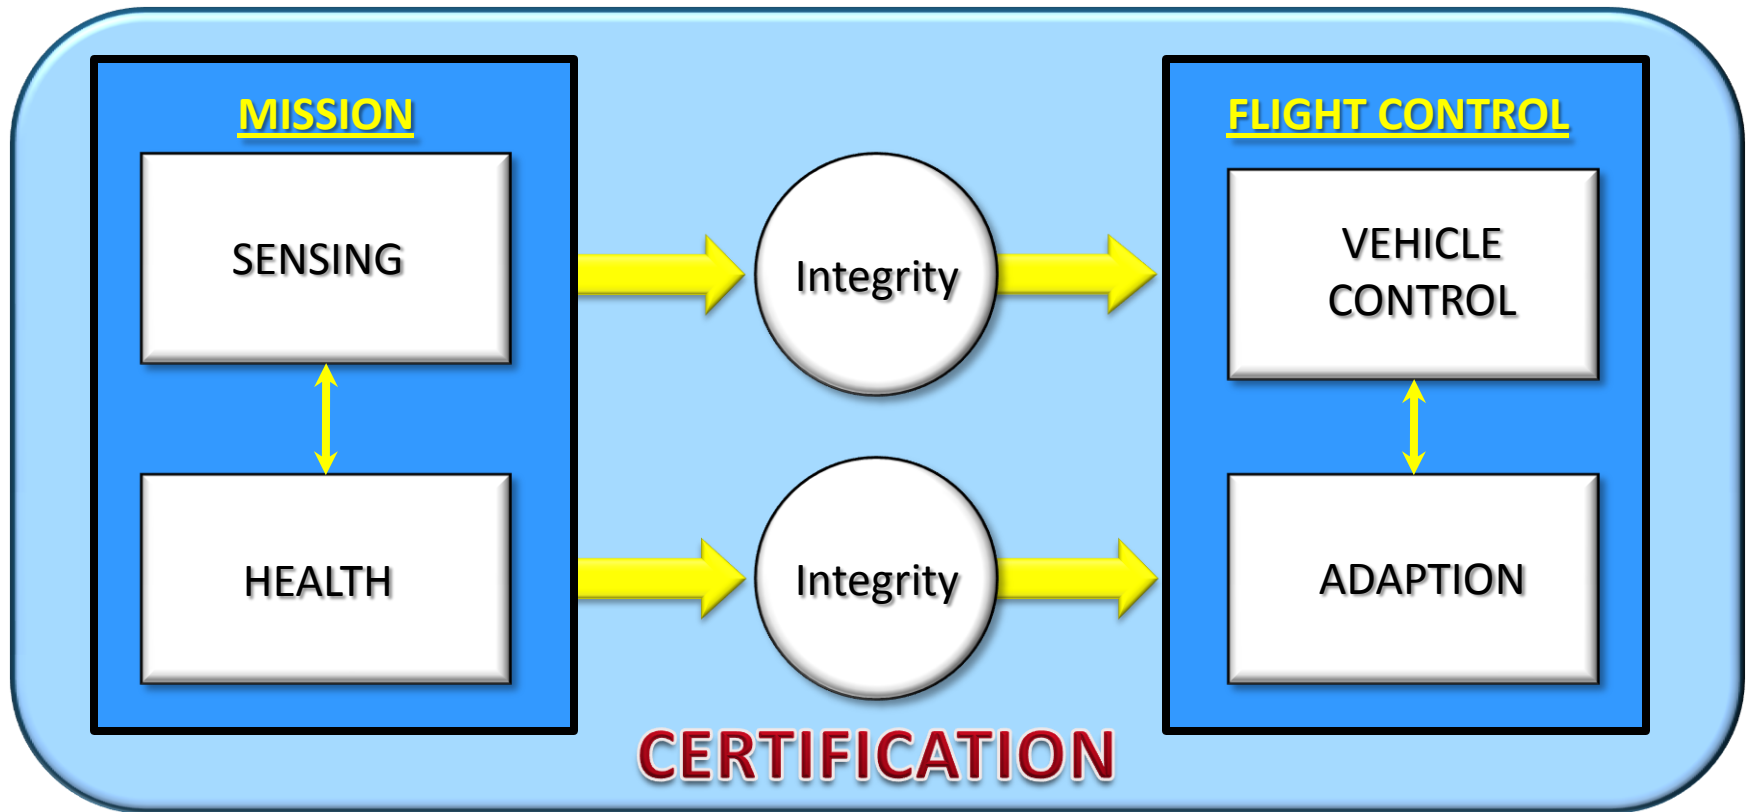 MISSION
SENSING
HEALTH
Integrity
Integrity
FLIGHT CONTROL
VEHICLE
CONTROL
ADAPTION
CERTIFICATION